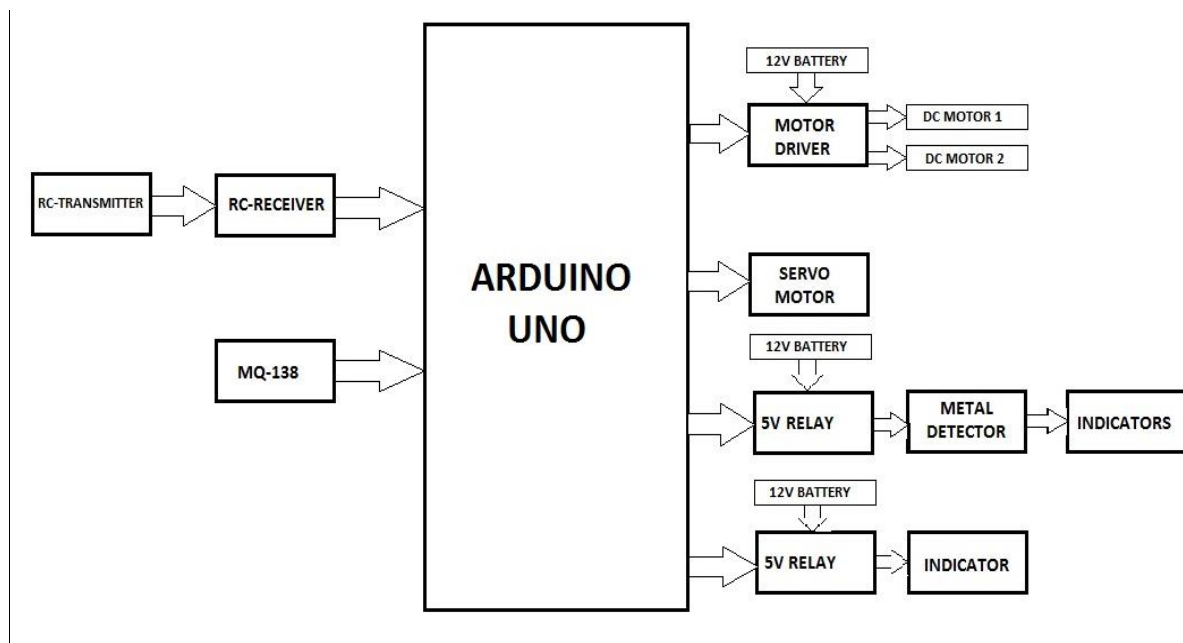 12V BATTERY
MOTOR
DRIVER
DC MOTOR 1
DC MOTOR 2
RC-TRANSMITTER
RC-RECEIVER
ARDUINO
UNO
SERVO
MOTOR
MQ-138
12V BATTERY
5V RELAY
METAL
DETECTOR
INDICATORS
12V BATTERY
5V RELAY
INDICATOR